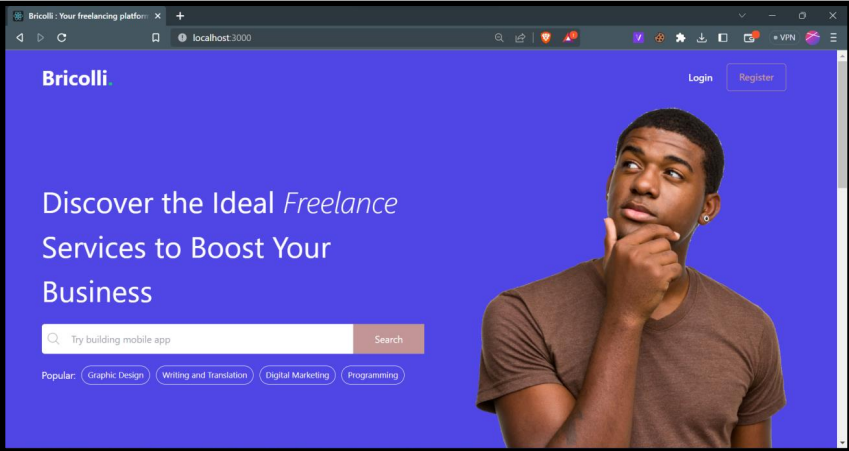 Bricolli : Your freelancing platform
localhost:3000
VPN
Bricolli.
Login
Register
Discover the Ideal Freelance
Services to Boost Your
Business
Try building mobile app
Search
Popular: Graphic Design Writing and Translation Digital Marketing Programming